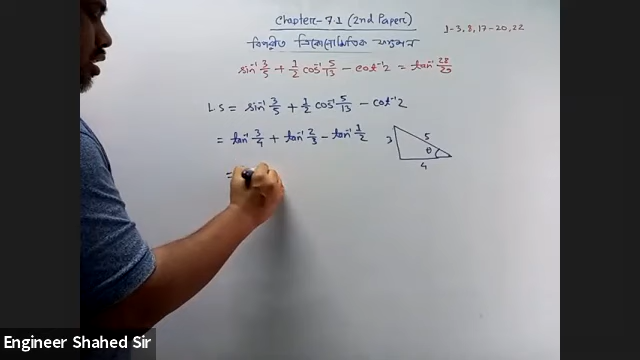 Chapter-7.1 (2nd Paper)
1-3, 8, 17-20, 22
বিপরীত ত্রিকোনোমিতিক ফাংশন
sin⁻¹ 3/5 + 1/2 cos⁻¹ 5/13 - cot⁻¹ 2 = tan⁻¹ 28/29
L.S = sin⁻¹ 3/5 + 1/2 cos⁻¹ 5/13 - cot⁻¹ 2
= tan⁻¹ 3/4 + tan⁻¹ 2/3 - tan⁻¹ 1/2
3
5
θ
4
=
Engineer Shahed Sir